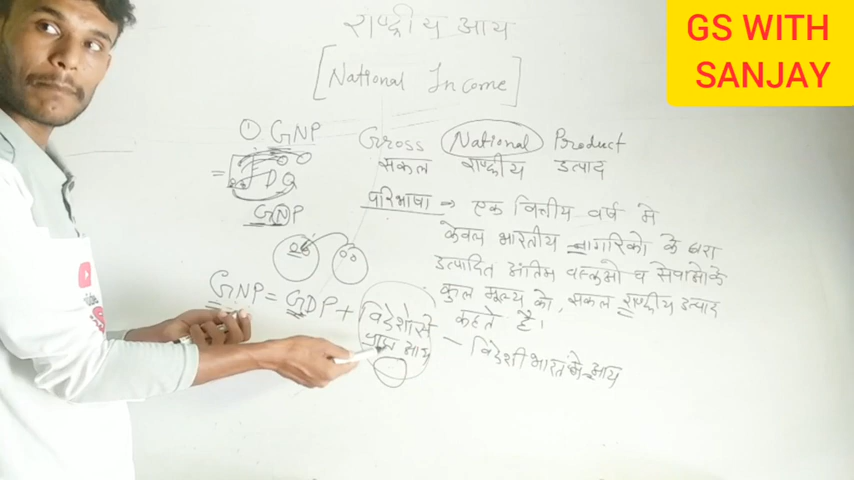 GS WITH
SANJAY
राष्ट्रीय आय
[National Income]
① GNP
Gross National Product
सकल राष्ट्रीय उत्पाद
GNP
परिभाषा → एक वित्तीय वर्ष मे
केवल भारतीय नागरिको के द्वारा
उत्पादित अंतिम वस्तुओ व सेवाओ के
कुल मूल्य को, सकल राष्ट्रीय उत्पाद
कहते है।
GNP = GDP + विदेशो से
प्राप्त आय
– विदेशी भारत मे आय